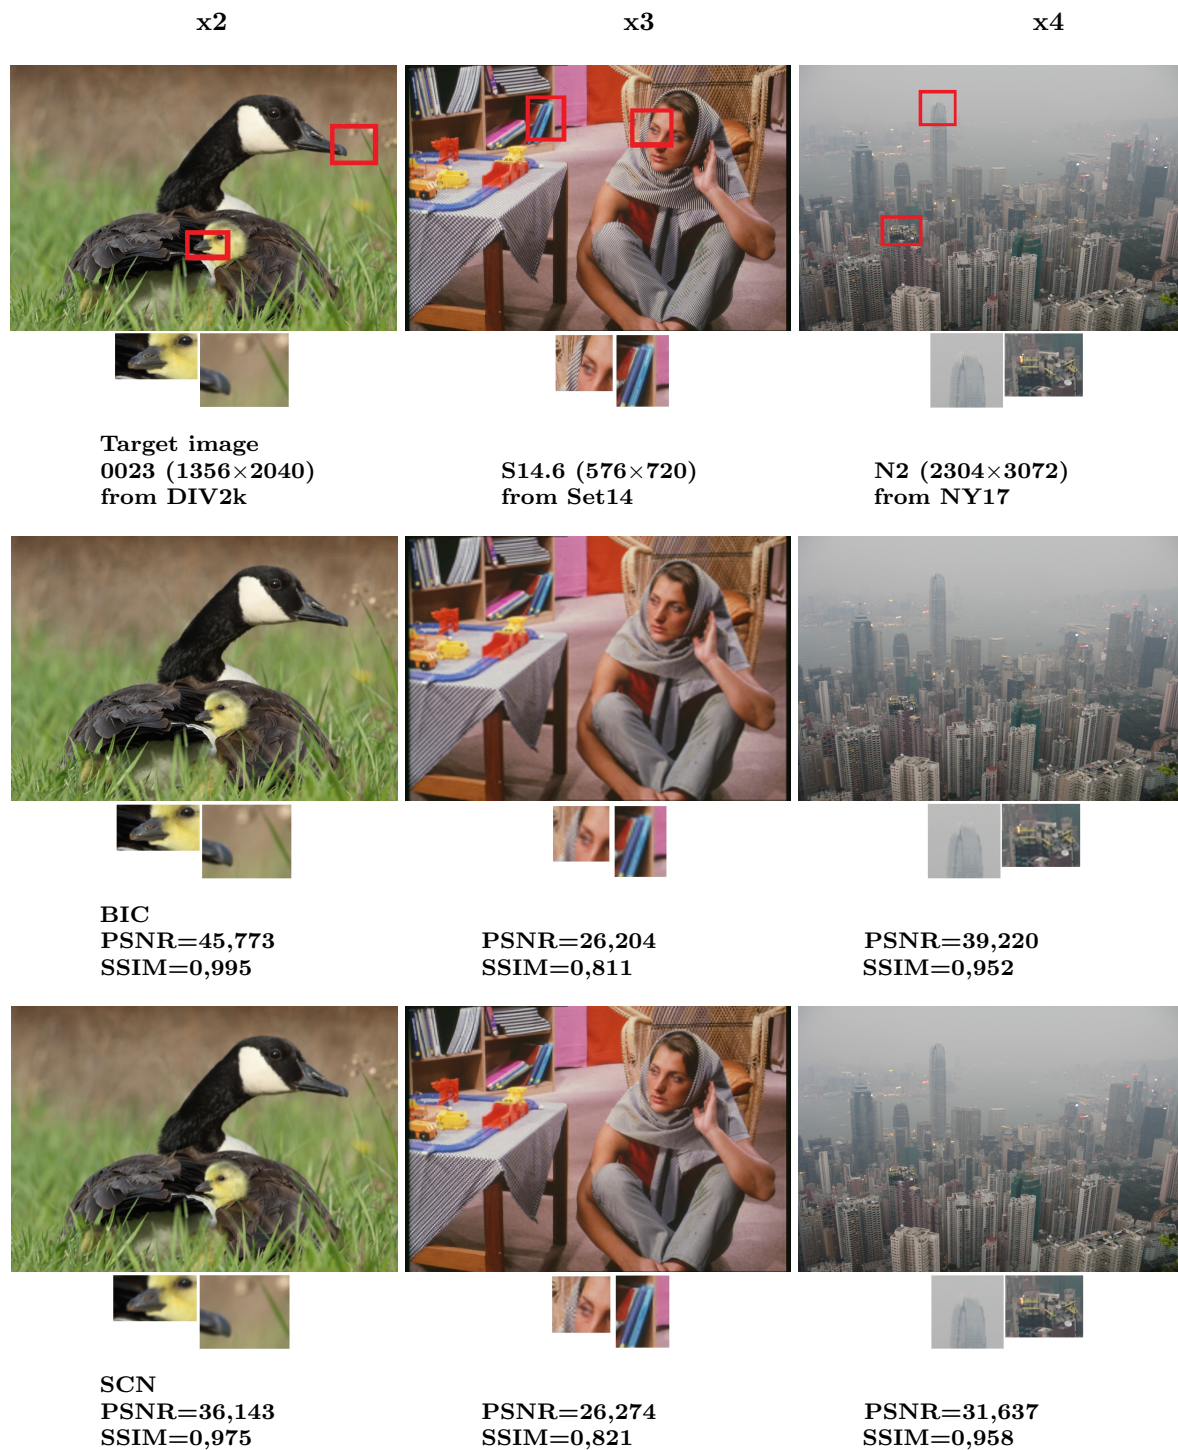 x2 x3 x4
Target image
0023 (1356×2040) S14.6 (576×720) N2 (2304×3072)
from DIV2k from Set14 from NY17
BIC
PSNR=45,773 PSNR=26,204 PSNR=39,220
SSIM=0,995 SSIM=0,811 SSIM=0,952
SCN
PSNR=36,143 PSNR=26,274 PSNR=31,637
SSIM=0,975 SSIM=0,821 SSIM=0,958